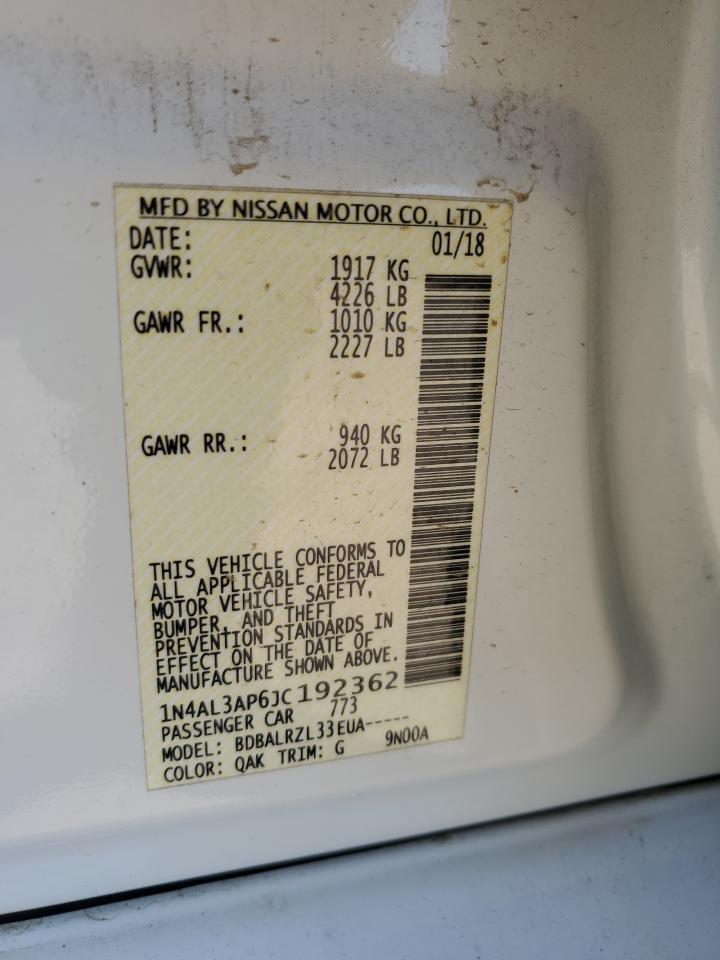 MFD BY NISSAN MOTOR CO., LTD.
DATE: 01/18
GVWR: 1917 KG
4226 LB
GAWR FR.: 1010 KG
2227 LB
GAWR RR.: 940 KG
2072 LB
THIS VEHICLE CONFORMS TO
ALL APPLICABLE FEDERAL
MOTOR VEHICLE SAFETY,
BUMPER, AND THEFT
PREVENTION STANDARDS IN
EFFECT ON THE DATE OF
MANUFACTURE SHOWN ABOVE.
1N4AL3AP6JC192362
PASSENGER CAR 773
MODEL: BDBALRZL33EUA-----
COLOR: QAK TRIM: G 9N00A